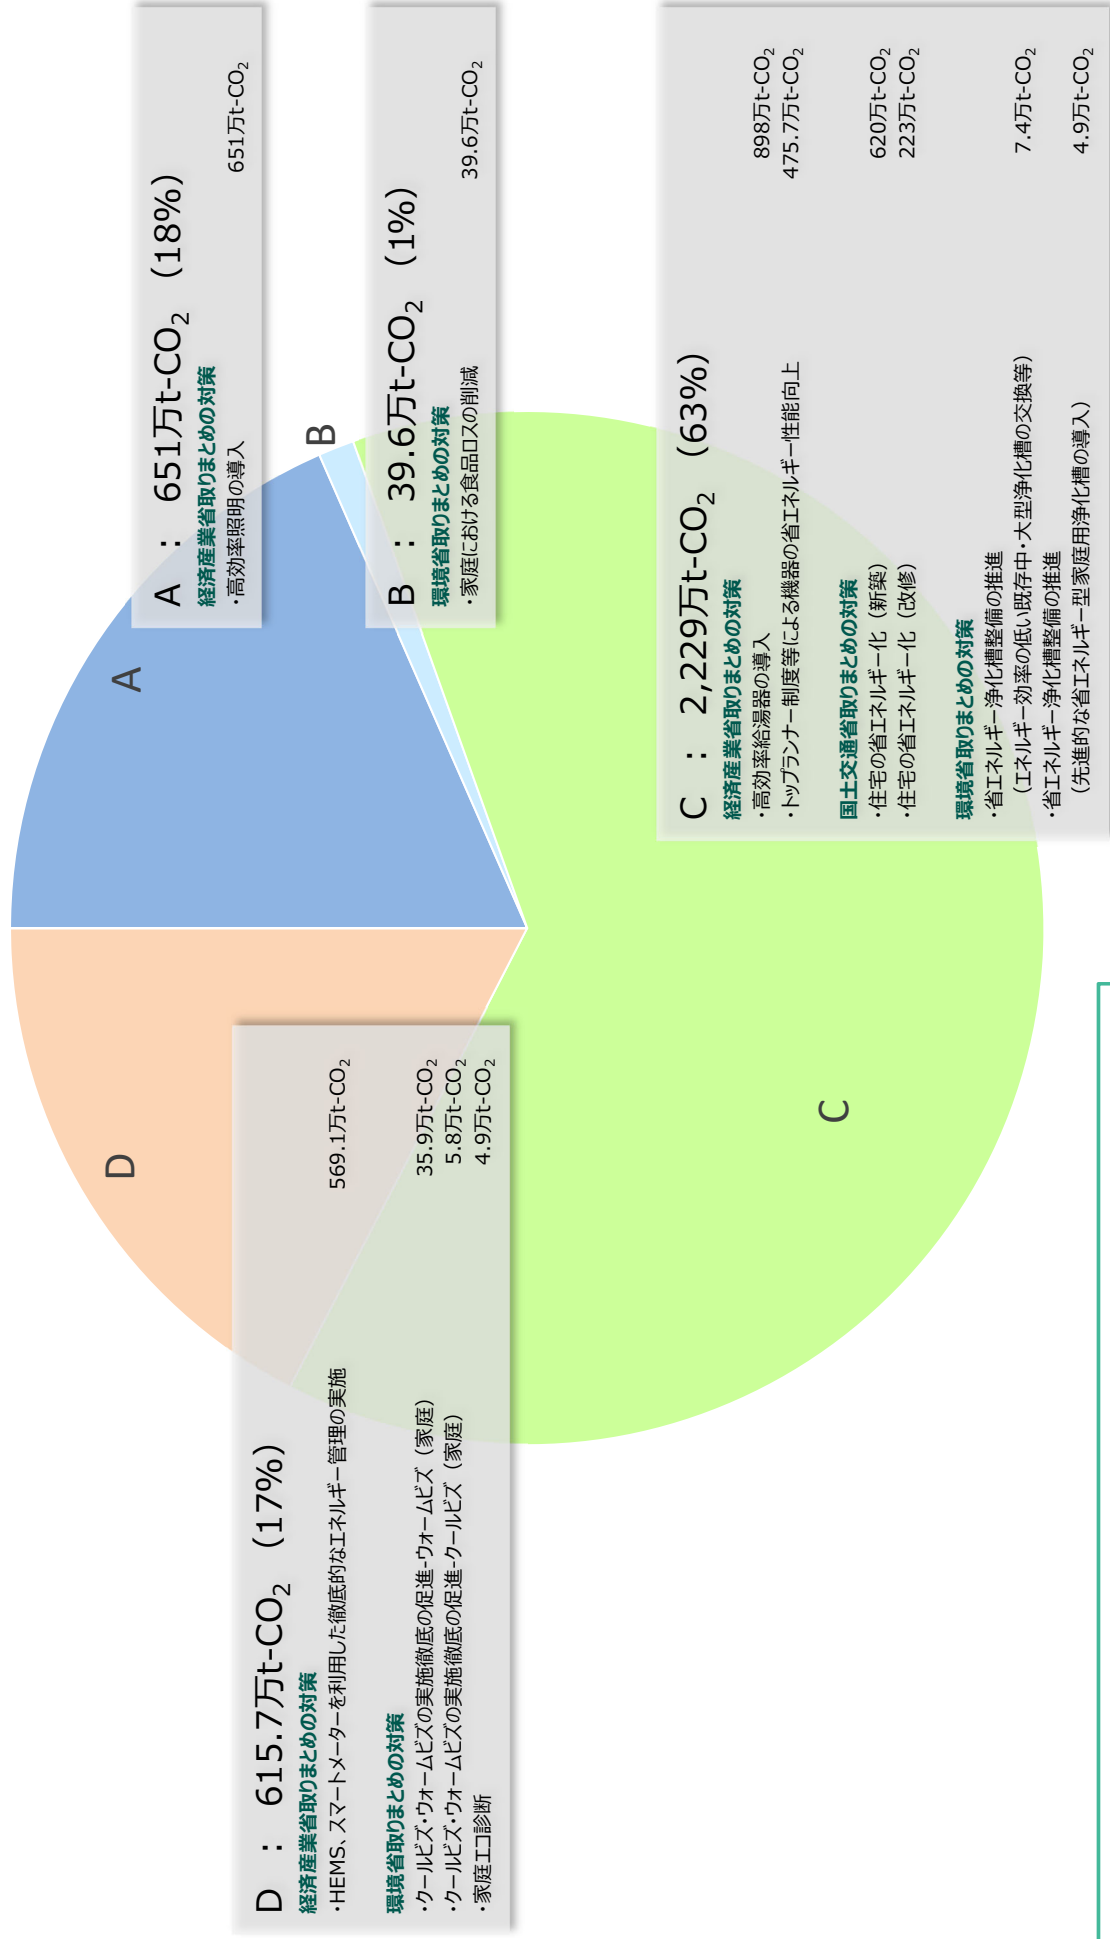 A ： 651万t-CO₂ （18%）
経済産業省取りまとめの対策
・高効率照明の導入 651万t-CO₂
B ： 39.6万t-CO₂ （1%）
環境省取りまとめの対策
・家庭における食品ロスの削減 39.6万t-CO₂
C ： 2,229万t-CO₂ （63%）
経済産業省取りまとめの対策
・高効率給湯器の導入 898万t-CO₂
・トップランナー制度等による機器の省エネルギー性能向上 475.7万t-CO₂
国土交通省取りまとめの対策
・住宅の省エネルギー化（新築） 620万t-CO₂
・住宅の省エネルギー化（改修） 223万t-CO₂
環境省取りまとめの対策
・省エネルギー浄化槽整備の推進
（エネルギー効率の低い既存中・大型浄化槽の交換等） 7.4万t-CO₂
・省エネルギー浄化槽整備の推進
（先進的な省エネルギー型家庭用浄化槽の導入） 4.9万t-CO₂
D ： 615.7万t-CO₂ （17%）
経済産業省取りまとめの対策
・HEMS、スマートメーターを利用した徹底的なエネルギー管理の実施 569.1万t-CO₂
環境省取りまとめの対策
・クールビズ・ウォームビズの実施徹底の促進-ウォームビズ（家庭） 35.9万t-CO₂
・クールビズ・ウォームビズの実施徹底の促進-クールビズ（家庭） 5.8万t-CO₂
・家庭エコ診断 4.9万t-CO₂
A
B
C
D